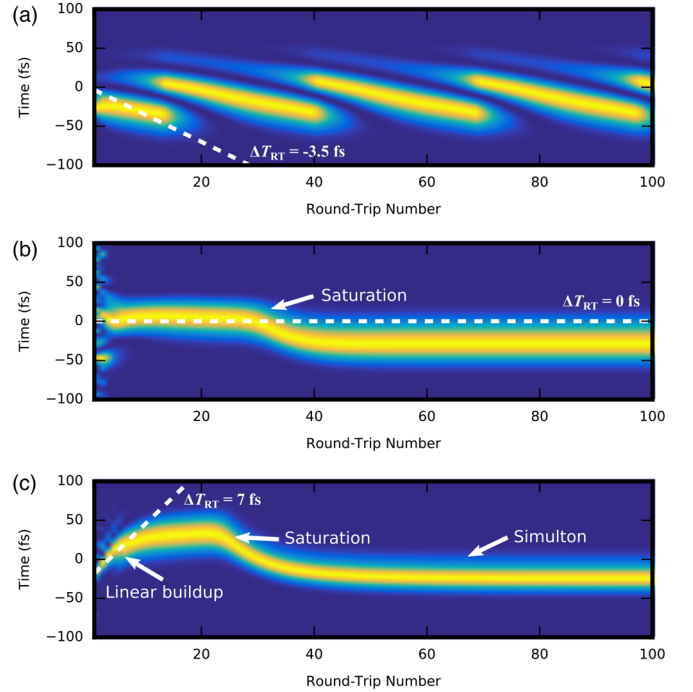 (a)
100
50
0
−50
−100
Time (fs)
ΔT_RT = -3.5 fs
20
40
60
80
100
Round-Trip Number
(b)
100
50
0
−50
−100
Time (fs)
Saturation
ΔT_RT = 0 fs
20
40
60
80
100
Round-Trip Number
(c)
100
50
0
−50
−100
Time (fs)
ΔT_RT = 7 fs
Saturation
Simulton
Linear buildup
20
40
60
80
100
Round-Trip Number